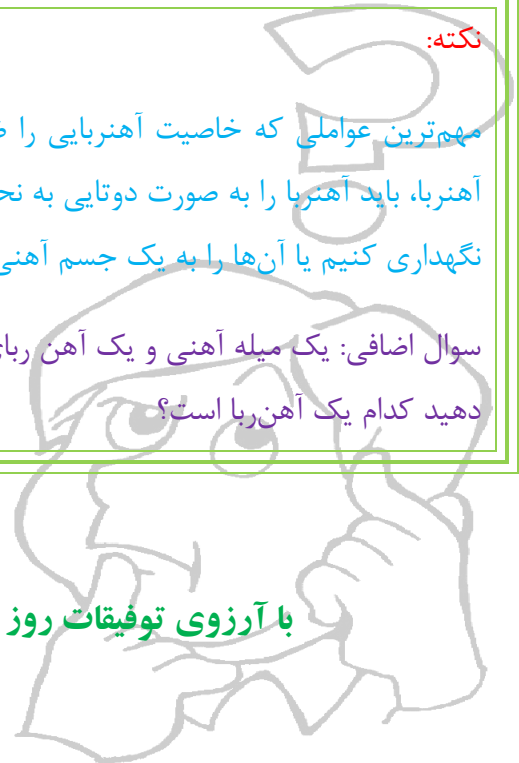 نکته:
مهم‌ترین عواملی که خاصیت آهنربایی را
آهنربا، باید آهنربا را به صورت دوتایی به
نگهداری کنیم یا آن‌ها را به یک جسم آهنی
سوال اضافی: یک میله آهنی و یک آهن ربای
دهید کدام یک آهن‌ربا است؟
با آرزوی توفیقات روز